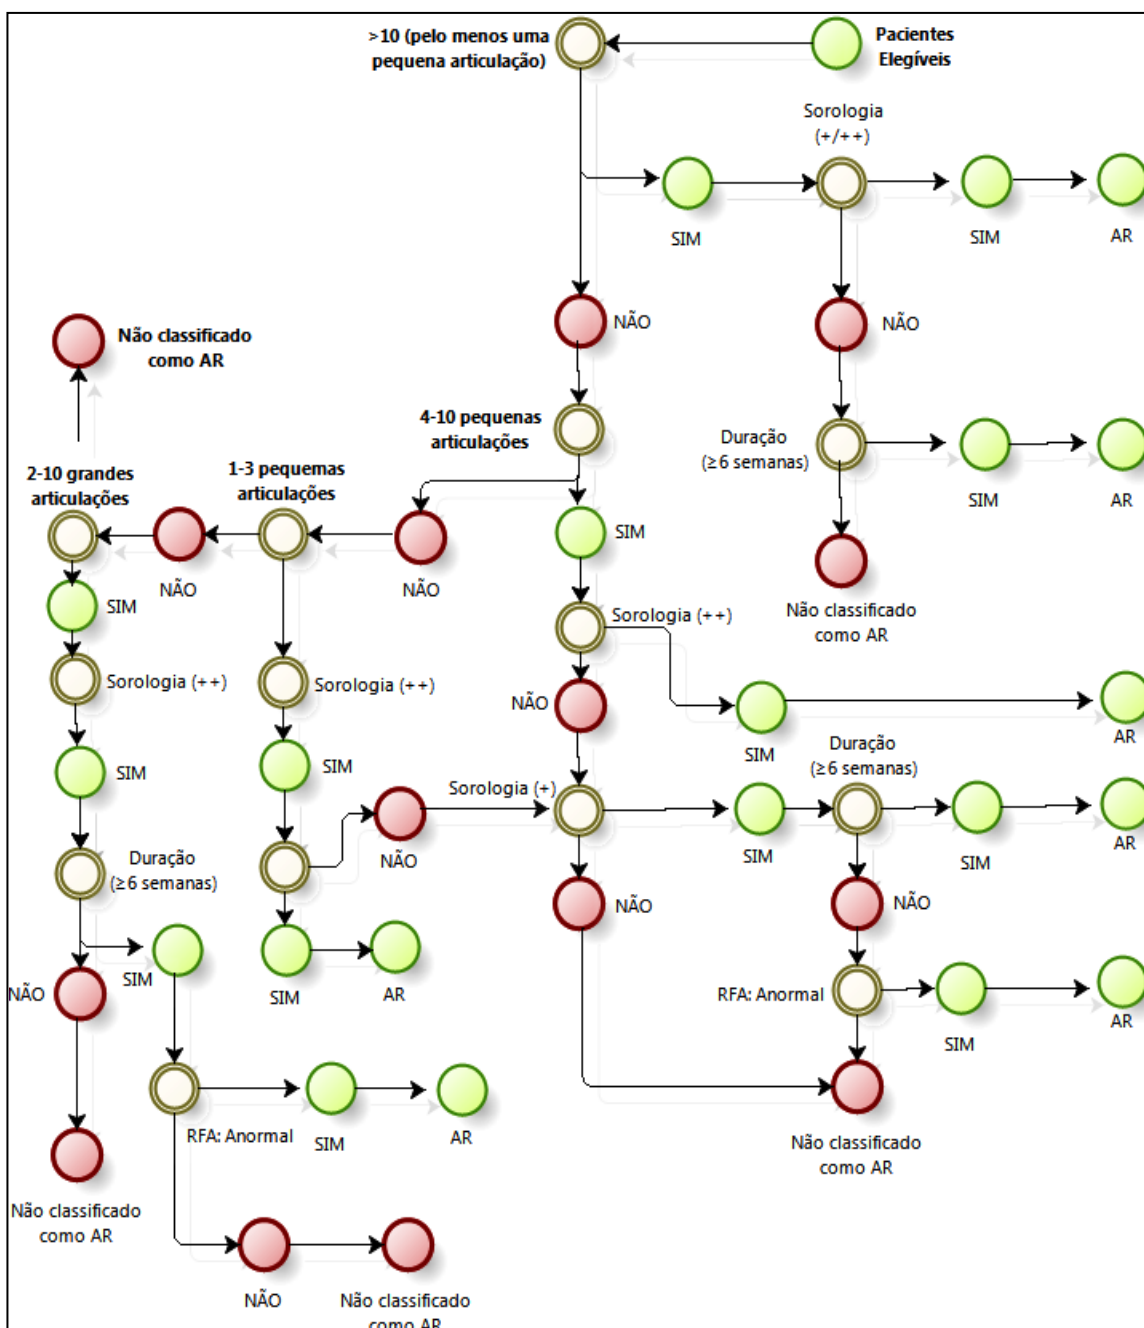 >10 (pelo menos uma
pequena articulação)
Pacientes
Elegíveis
Sorologia
(+/++)
SIM
SIM
AR
NÃO
NÃO
Não classificado
como AR
4-10 pequenas
articulações
Duração
(≥6 semanas)
SIM
AR
2-10 grandes
articulações
1-3 pequemas
articulações
SIM
NÃO
NÃO
SIM
Não classificado
como AR
Sorologia (++)
Sorologia (++)
Sorologia (++)
NÃO
SIM
AR
SIM
SIM
Duração
(≥6 semanas)
Sorologia (+)
NÃO
SIM
SIM
AR
Duração
(≥6 semanas)
NÃO
NÃO
SIM
NÃO
SIM
AR
RFA: Anormal
SIM
AR
RFA: Anormal
SIM
AR
Não classificado
como AR
Não classificado
como AR
NÃO
Não classificado
como AR